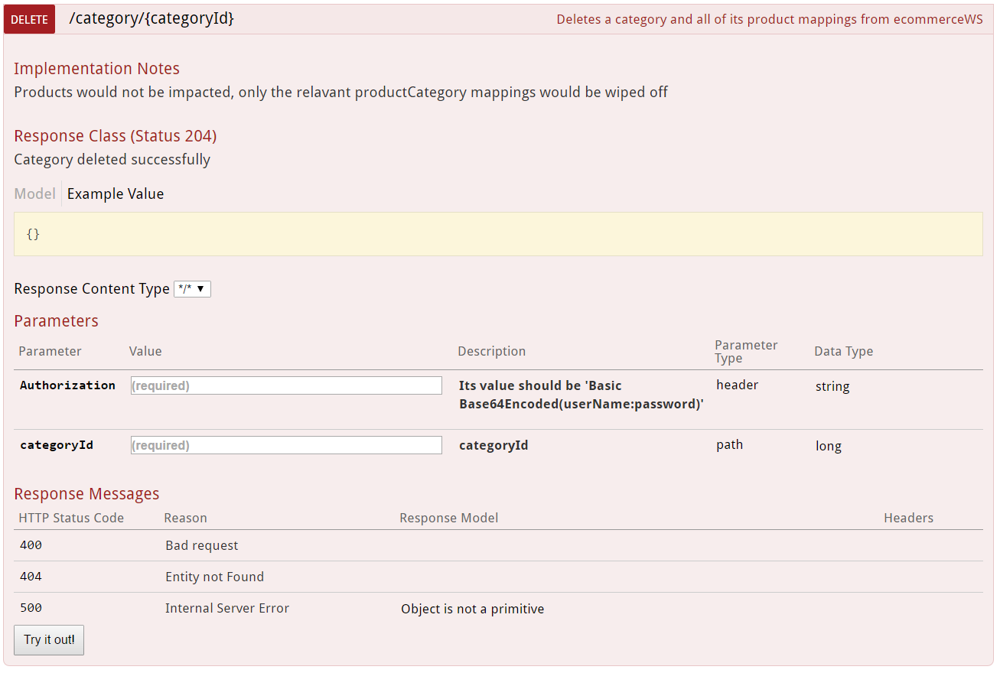 DELETE /category/{categoryId} Deletes a category and all of its product mappings from ecommerceWS
Implementation Notes
Products would not be impacted, only the relavant productCategory mappings would be wiped off
Response Class (Status 204)
Category deleted successfully
Model Example Value
{}
Response Content Type */* ▼
Parameters
Parameter Value Description Parameter Type Data Type
Authorization (required) Its value should be 'Basic Base64Encoded(userName:password)' header string
categoryId (required) categoryId path long
Response Messages
HTTP Status Code Reason Response Model Headers
400 Bad request
404 Entity not Found
500 Internal Server Error Object is not a primitive
Try it out!